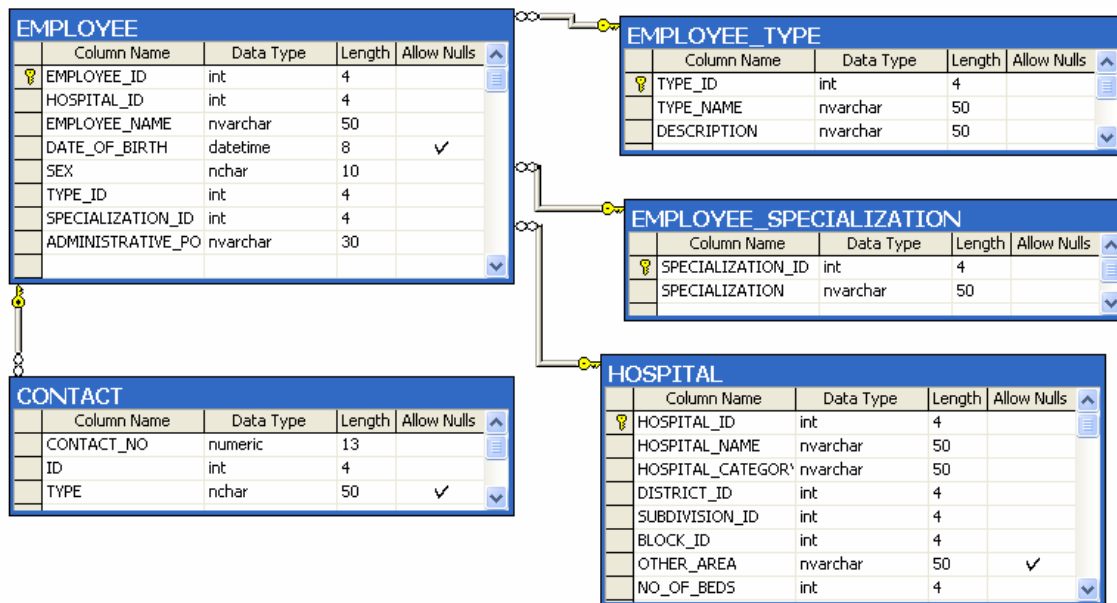 EMPLOYEE
Column Name Data Type Length Allow Nulls
EMPLOYEE_ID int 4
HOSPITAL_ID int 4
EMPLOYEE_NAME nvarchar 50
DATE_OF_BIRTH datetime 8 ✓
SEX nchar 10
TYPE_ID int 4
SPECIALIZATION_ID int 4
ADMINISTRATIVE_PO nvarchar 30
EMPLOYEE_TYPE
Column Name Data Type Length Allow Nulls
TYPE_ID int 4
TYPE_NAME nvarchar 50
DESCRIPTION nvarchar 50
EMPLOYEE_SPECIALIZATION
Column Name Data Type Length Allow Nulls
SPECIALIZATION_ID int 4
SPECIALIZATION nvarchar 50
CONTACT
Column Name Data Type Length Allow Nulls
CONTACT_NO numeric 13
ID int 4
TYPE nchar 50 ✓
HOSPITAL
Column Name Data Type Length Allow Nulls
HOSPITAL_ID int 4
HOSPITAL_NAME nvarchar 50
HOSPITAL_CATEGORY nvarchar 50
DISTRICT_ID int 4
SUBDIVISION_ID int 4
BLOCK_ID int 4
OTHER_AREA nvarchar 50 ✓
NO_OF_BEDS int 4